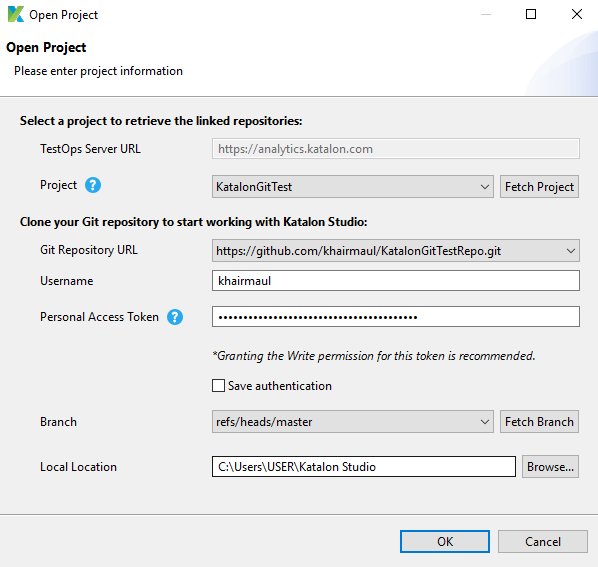 Open Project
Open Project
Please enter project information
Select a project to retrieve the linked repositories:
TestOps Server URL https://analytics.katalon.com
Project ? KatalonGitTest Fetch Project
Clone your Git repository to start working with Katalon Studio:
Git Repository URL https://github.com/khairmaul/KatalonGitTestRepo.git
Username khairmaul
Personal Access Token ? ••••••••••••••••••••••••••••••••••••••••
*Granting the Write permission for this token is recommended.
Save authentication
Branch refs/heads/master Fetch Branch
Local Location C:\Users\USER\Katalon Studio Browse...
OK Cancel